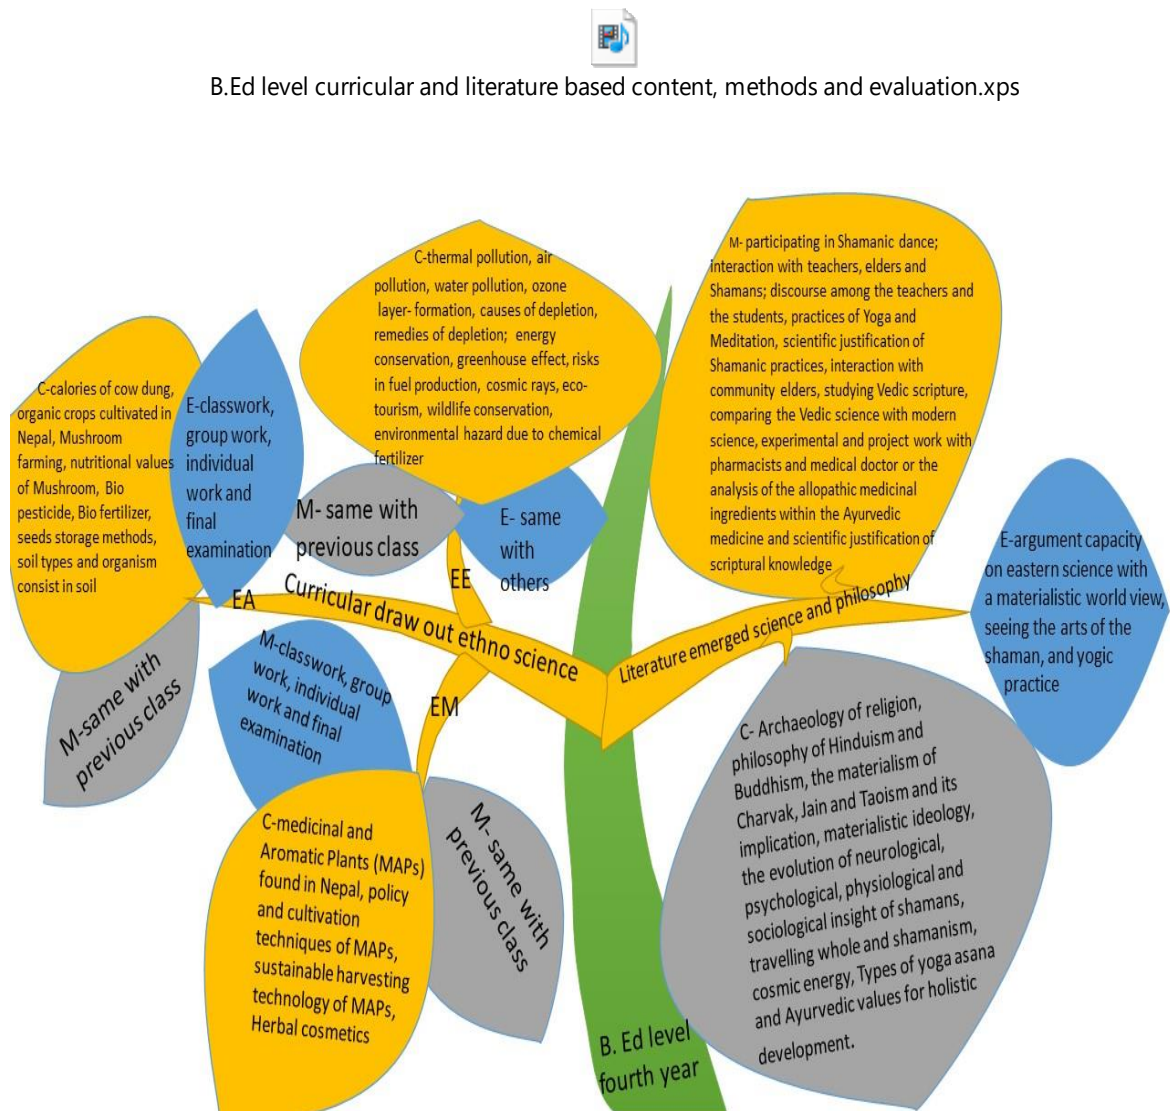 B.Ed level curricular and literature based content, methods and evaluation.xps
C-calories of cow dung,
organic crops cultivated in
Nepal, Mushroom
farming, nutritional values
of Mushroom, Bio
pesticide, Bio fertilizer,
seeds storage methods,
soil types and organism
consist in soil
E-classwork,
group work,
individual
work and
final
examination
M-same with
previous class
EA
C-thermal pollution, air
pollution, water pollution, ozone
layer- formation, causes of depletion,
remedies of depletion; energy
conservation, greenhouse effect, risks
in fuel production, cosmic rays, eco-
tourism, wildlife conservation,
environmental hazard due to chemical
fertilizer
M- same with
previous class
E- same
with
others
EE
Curricular draw out ethno science
M-classwork, group
work, individual
work and final
examination
EM
C-medicinal and
Aromatic Plants (MAPs)
found in Nepal, policy
and cultivation
techniques of MAPs,
sustainable harvesting
technology of MAPs,
Herbal cosmetics
M- same with
previous class
M- participating in Shamanic dance;
interaction with teachers, elders and
Shamans; discourse among the teachers and
the students, practices of Yoga and
Meditation, scientific justification of
Shamanic practices, interaction with
community elders, studying Vedic scripture,
comparing the Vedic science with modern
science, experimental and project work with
pharmacists and medical doctor or the
analysis of the allopathic medicinal
ingredients within the Ayurvedic
medicine and scientific justification of
scriptural knowledge
Literature emerged science and philosophy
E-argument capacity
on eastern science with
a materialistic world view,
seeing the arts of the
shaman, and yogic
practice
C- Archaeology of religion,
philosophy of Hinduism and
Buddhism, the materialism of
Charvak, Jain and Taoism and its
implication, materialistic ideology,
the evolution of neurological,
psychological, physiological and
sociological insight of shamans,
travelling whole and shamanism,
cosmic energy, Types of yoga asana
and Ayurvedic values for holistic
development.
B. Ed level
fourth year